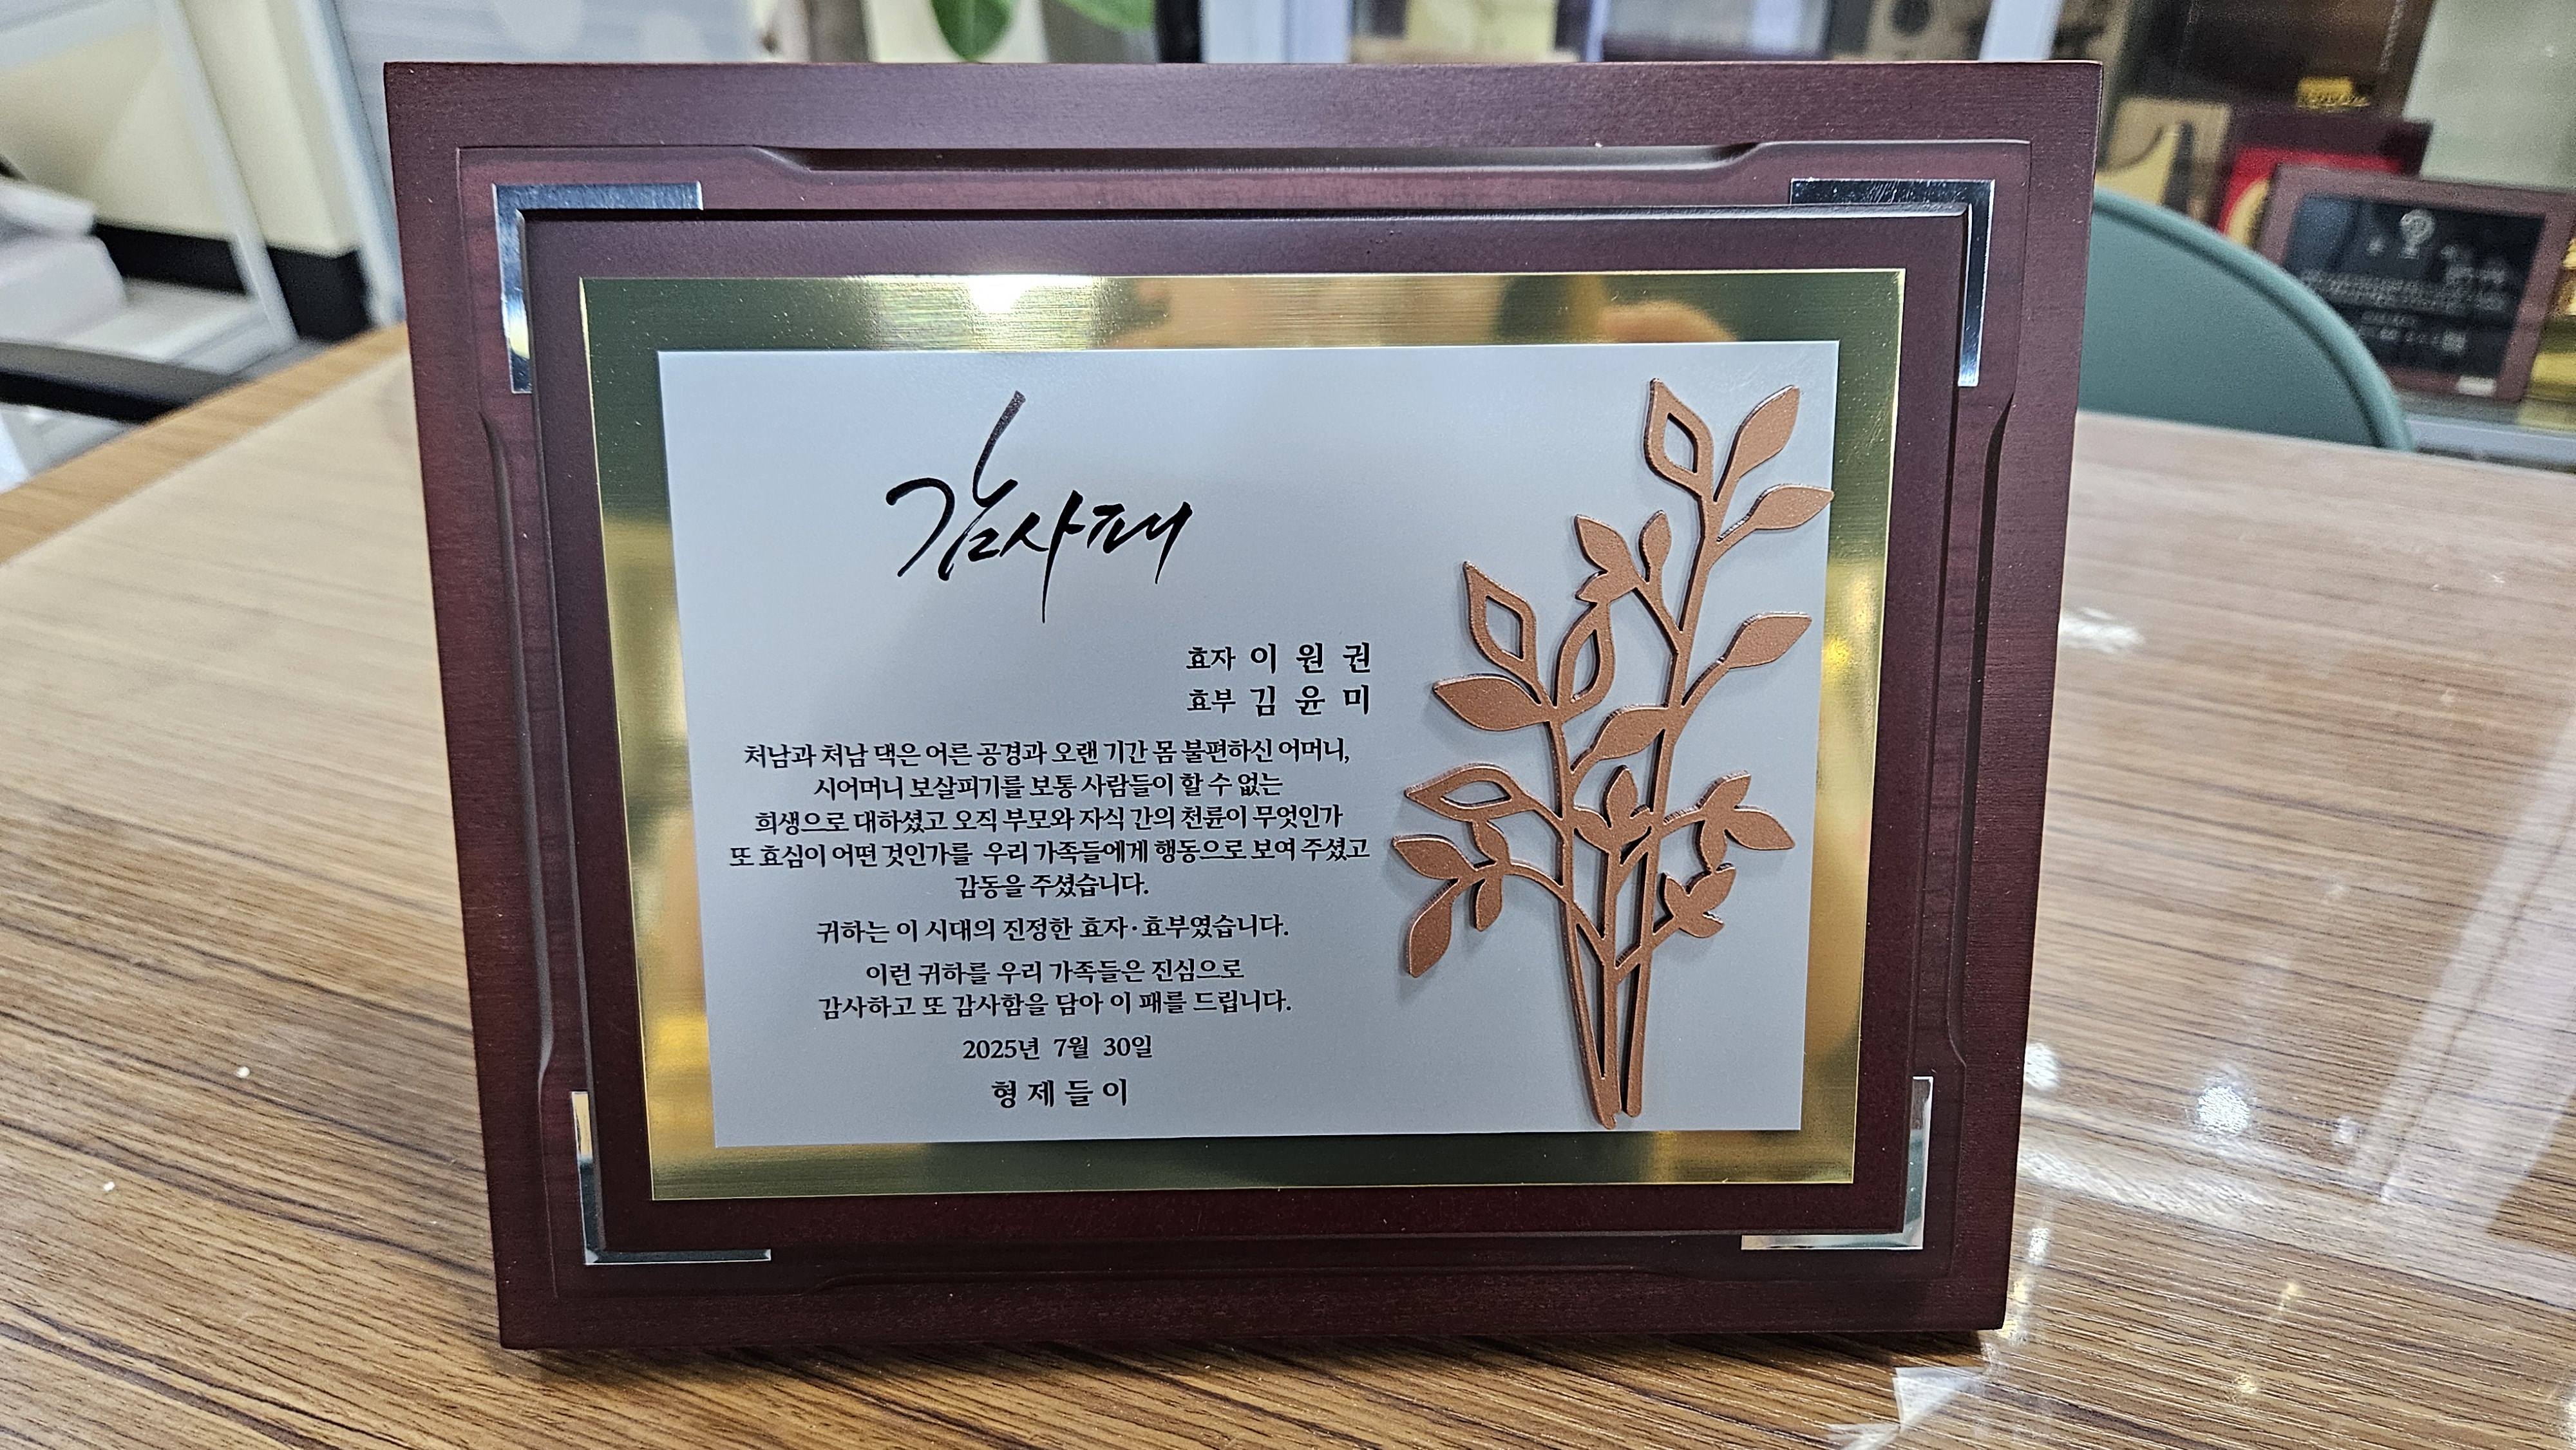 감사패
효자 이 원 권
효부 김 윤 미
처남과 처남 댁은 어른 공경과 오랜 기간 몸 불편하신 어머니,
시어머니 보살피기를 보통 사람들이 할 수 없는
희생으로 대하셨고 오직 부모와 자식 간의 천륜이 무엇인가
또 효심이 어떤 것인가를 우리 가족들에게 행동으로 보여 주셨고
감동을 주셨습니다.
귀하는 이 시대의 진정한 효자·효부였습니다.
이런 귀하를 우리 가족들은 진심으로
감사하고 또 감사함을 담아 이 패를 드립니다.
2025년 7월 30일
형 제 들 이